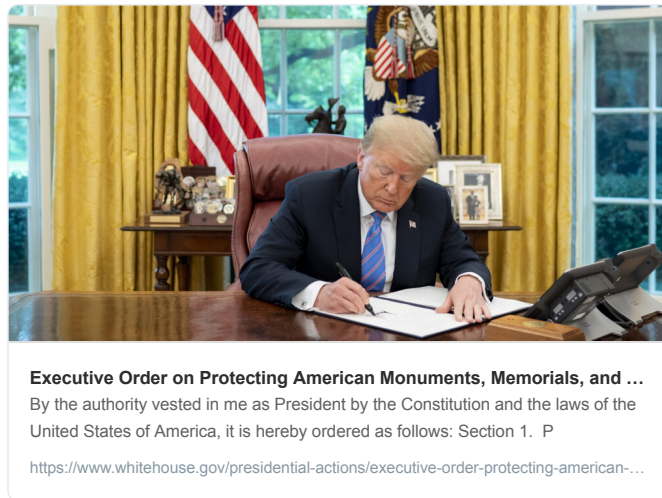 Executive Order on Protecting American Monuments, Memorials, and ...
By the authority vested in me as President by the Constitution and the laws of the
United States of America, it is hereby ordered as follows: Section 1.  P
https://www.whitehouse.gov/presidential-actions/executive-order-protecting-american-...